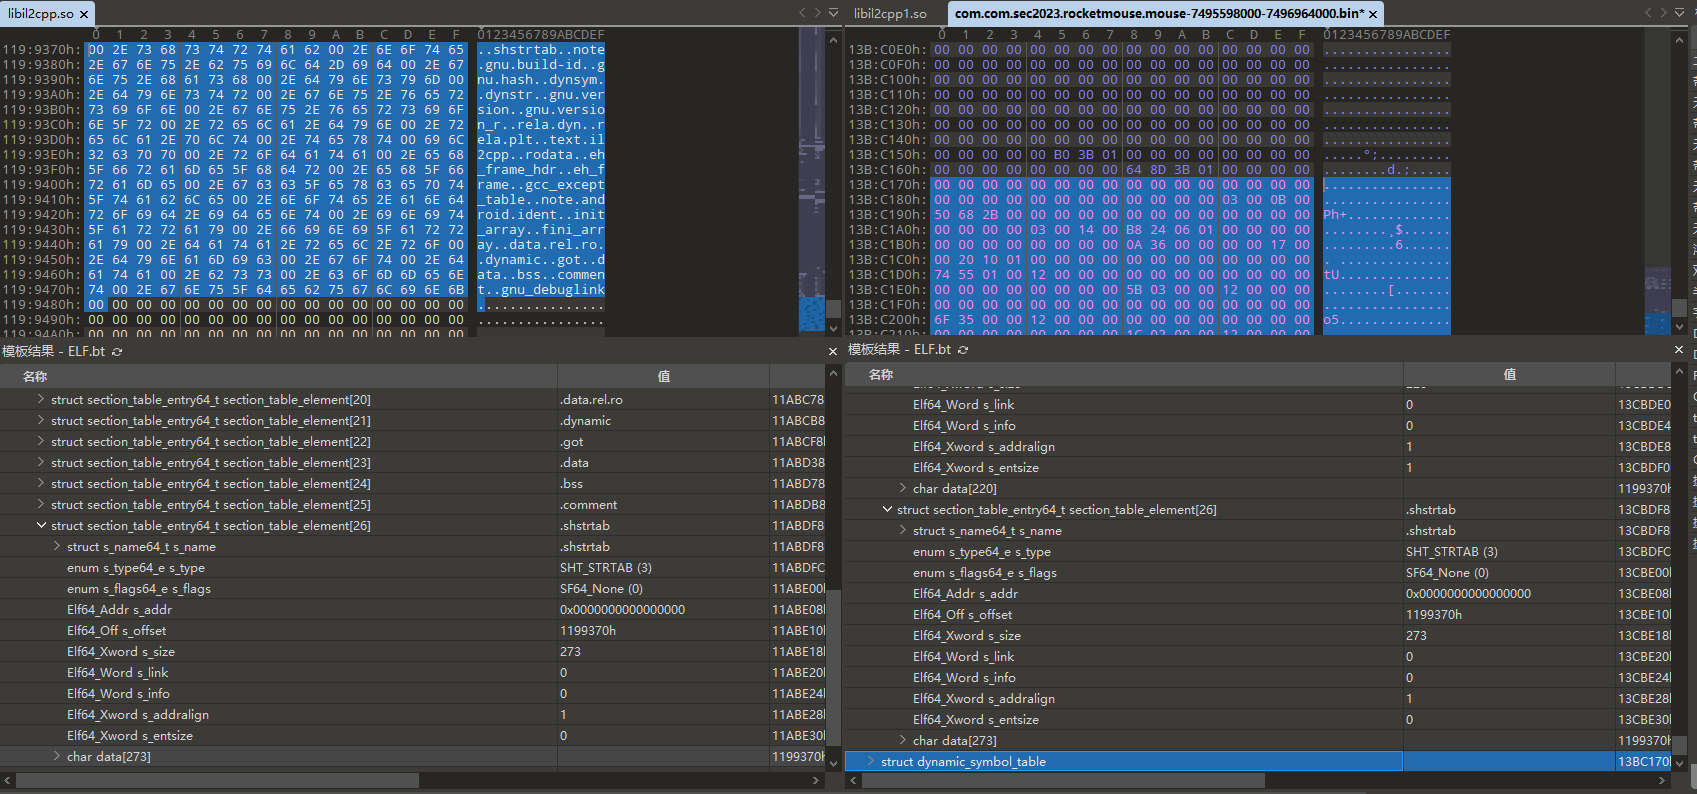 libil2cpp.so ×
0 1 2 3 4 5 6 7 8 9 A B C D E F 0123456789ABCDEF
119:9370h: 00 2E 73 68 73 74 72 74 61 62 00 2E 6E 6F 74 65 ..shstrtab..note
119:9380h: 2E 67 6E 75 2E 62 75 69 6C 64 2D 69 64 00 2E 67 .gnu.build-id..g
119:9390h: 6E 75 2E 68 61 73 68 00 2E 64 79 6E 73 79 6D 00 nu.hash..dynsym.
119:93A0h: 2E 64 79 6E 73 74 72 00 2E 67 6E 75 2E 76 65 72 .dynstr..gnu.ver
119:93B0h: 73 69 6F 6E 00 2E 67 6E 75 2E 76 65 72 73 69 6F sion..gnu.versio
119:93C0h: 6E 5F 72 00 2E 72 65 6C 61 2E 64 79 6E 00 2E 72 n_r..rela.dyn..r
119:93D0h: 65 6C 61 2E 70 6C 74 00 2E 74 65 78 74 00 69 6C ela.plt..text.il
119:93E0h: 32 63 70 70 00 2E 72 6F 64 61 74 61 00 2E 65 68 2cpp..rodata..eh
119:93F0h: 5F 66 72 61 6D 65 5F 68 64 72 00 2E 65 68 5F 66 _frame_hdr..eh_f
119:9400h: 72 61 6D 65 00 2E 67 63 63 5F 65 78 63 65 70 74 rame..gcc_except
119:9410h: 5F 74 61 62 6C 65 00 2E 6E 6F 74 65 2E 61 6E 64 _table..note.and
119:9420h: 72 6F 69 64 2E 69 64 65 6E 74 00 2E 69 6E 69 74 roid.ident..init
119:9430h: 5F 61 72 72 61 79 00 2E 66 69 6E 69 5F 61 72 72 _array..fini_arr
119:9440h: 61 79 00 2E 64 61 74 61 2E 72 65 6C 2E 72 6F 00 ay..data.rel.ro.
119:9450h: 2E 64 79 6E 61 6D 69 63 00 2E 67 6F 74 00 2E 64 .dynamic..got..d
119:9460h: 61 74 61 00 2E 62 73 73 00 2E 63 6F 6D 6D 65 6E ata..bss..commen
119:9470h: 74 00 2E 67 6E 75 5F 64 65 62 75 67 6C 69 6E 6B t..gnu_debuglink
119:9480h: 00 00 00 00 00 00 00 00 00 00 00 00 00 00 00 00 ................
119:9490h: 00 00 00 00 00 00 00 00 00 00 00 00 00 00 00 00 ................
119:94A0h: 00 00 00 00 00 00 00 00 00 00 00 00 00 00 00 00
模板结果 - ELF.bt ×
名称 值
struct section_table_entry64_t section_table_element[20] .data.rel.ro 11ABC78
struct section_table_entry64_t section_table_element[21] .dynamic 11ABCB8
struct section_table_entry64_t section_table_element[22] .got 11ABCF8
struct section_table_entry64_t section_table_element[23] .data 11ABD38
struct section_table_entry64_t section_table_element[24] .bss 11ABD78
struct section_table_entry64_t section_table_element[25] .comment 11ABDB8
struct section_table_entry64_t section_table_element[26] .shstrtab 11ABDF8
struct s_name64_t s_name .shstrtab 11ABDF8
enum s_type64_e s_type SHT_STRTAB (3) 11ABDFC
enum s_flags64_e s_flags SF64_None (0) 11ABE00
Elf64_Addr s_addr 0x0000000000000000 11ABE08
Elf64_Off s_offset 1199370h 11ABE10
Elf64_Xword s_size 273 11ABE18
Elf64_Word s_link 0 11ABE20
Elf64_Word s_info 0 11ABE24
Elf64_Xword s_addralign 1 11ABE28
Elf64_Xword s_entsize 0 11ABE30
char data[273] 1199370
libil2cpp1.so com.com.sec2023.rocketmouse.mouse-7495598000-7496964000.bin* ×
0 1 2 3 4 5 6 7 8 9 A B C D E F 0123456789ABCDEF
13B:C0E0h: 00 00 00 00 00 00 00 00 00 00 00 00 00 00 00 00 ................
13B:C0F0h: 00 00 00 00 00 00 00 00 00 00 00 00 00 00 00 00 ................
13B:C100h: 00 00 00 00 00 00 00 00 00 00 00 00 00 00 00 00 ................
13B:C110h: 00 00 00 00 00 00 00 00 00 00 00 00 00 00 00 00 ................
13B:C120h: 00 00 00 00 00 00 00 00 00 00 00 00 00 00 00 00 ................
13B:C130h: 00 00 00 00 00 00 00 00 00 00 00 00 00 00 00 00 ................
13B:C140h: 00 00 00 00 00 00 00 00 00 00 00 00 00 00 00 00 ................
13B:C150h: 00 00 00 00 00 B0 3B 01 00 00 00 00 00 00 00 00 .....°;.........
13B:C160h: 00 00 00 00 00 00 00 00 64 8D 3B 01 00 00 00 00 ........d.;.....
13B:C170h: 00 00 00 00 00 00 00 00 00 00 00 00 00 00 00 00 ................
13B:C180h: 00 00 00 00 00 00 00 00 00 00 00 00 03 00 0B 00 ................
13B:C190h: 50 68 2B 00 00 00 00 00 00 00 00 00 00 00 00 00 Ph+.............
13B:C1A0h: 00 00 00 00 03 00 14 00 B8 24 06 01 00 00 00 00 ........¸$......
13B:C1B0h: 00 00 00 00 00 00 00 00 0A 36 00 00 00 00 17 00 .........6......
13B:C1C0h: 00 20 10 01 00 00 00 00 00 00 00 00 00 00 00 00 . ..............
13B:C1D0h: 74 55 01 00 12 00 00 00 00 00 00 00 00 00 00 00 tU..............
13B:C1E0h: 00 00 00 00 00 00 00 00 5B 03 00 00 12 00 00 00 ........[.......
13B:C1F0h: 00 00 00 00 00 00 00 00 00 00 00 00 00 00 00 00 ................
13B:C200h: 6F 35 00 00 12 00 00 00 00 00 00 00 00 00 00 00 o5..............
13B:C210h: 00 00 00 00 00 00 00 00 1C 02 00 00 12 00 00 00
模板结果 - ELF.bt ×
名称 值
Elf64_Word s_link 0 13CBDE0
Elf64_Word s_info 0 13CBDE4
Elf64_Xword s_addralign 1 13CBDE8
Elf64_Xword s_entsize 1 13CBDF0
char data[220] 1199370h
struct section_table_entry64_t section_table_element[26] .shstrtab 13CBDF8
struct s_name64_t s_name .shstrtab 13CBDF8
enum s_type64_e s_type SHT_STRTAB (3) 13CBDFC
enum s_flags64_e s_flags SF64_None (0) 13CBE00
Elf64_Addr s_addr 0x0000000000000000 13CBE08
Elf64_Off s_offset 1199370h 13CBE10
Elf64_Xword s_size 273 13CBE18
Elf64_Word s_link 0 13CBE20
Elf64_Word s_info 0 13CBE24
Elf64_Xword s_addralign 1 13CBE28
Elf64_Xword s_entsize 0 13CBE30
char data[273] 1199370
struct dynamic_symbol_table 13BC170